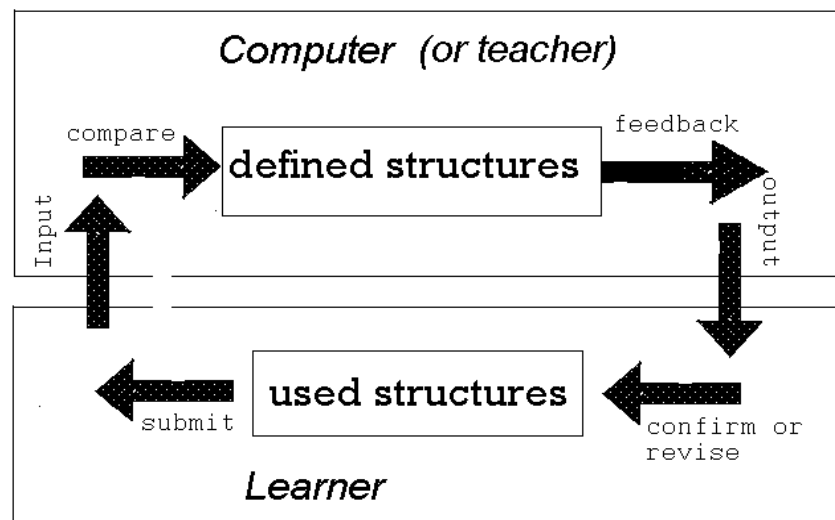 Computer (or teacher)
compare
feedback
defined structures
Input
output
used structures
submit
confirm or
revise
Learner